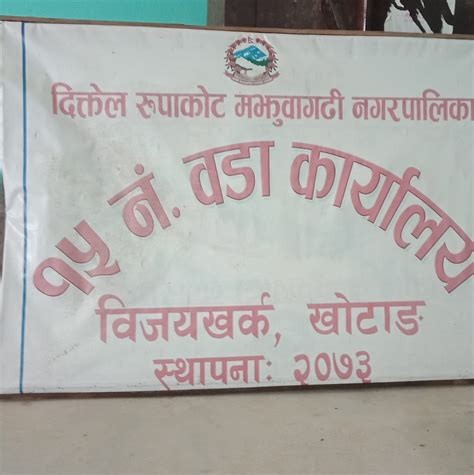 दिक्तेल रुपाकोट मझुवागढी नगरपालिका
१५ नं. वडा कार्यालय
विजयखर्क, खोटाङ
स्थापनाः २०७३